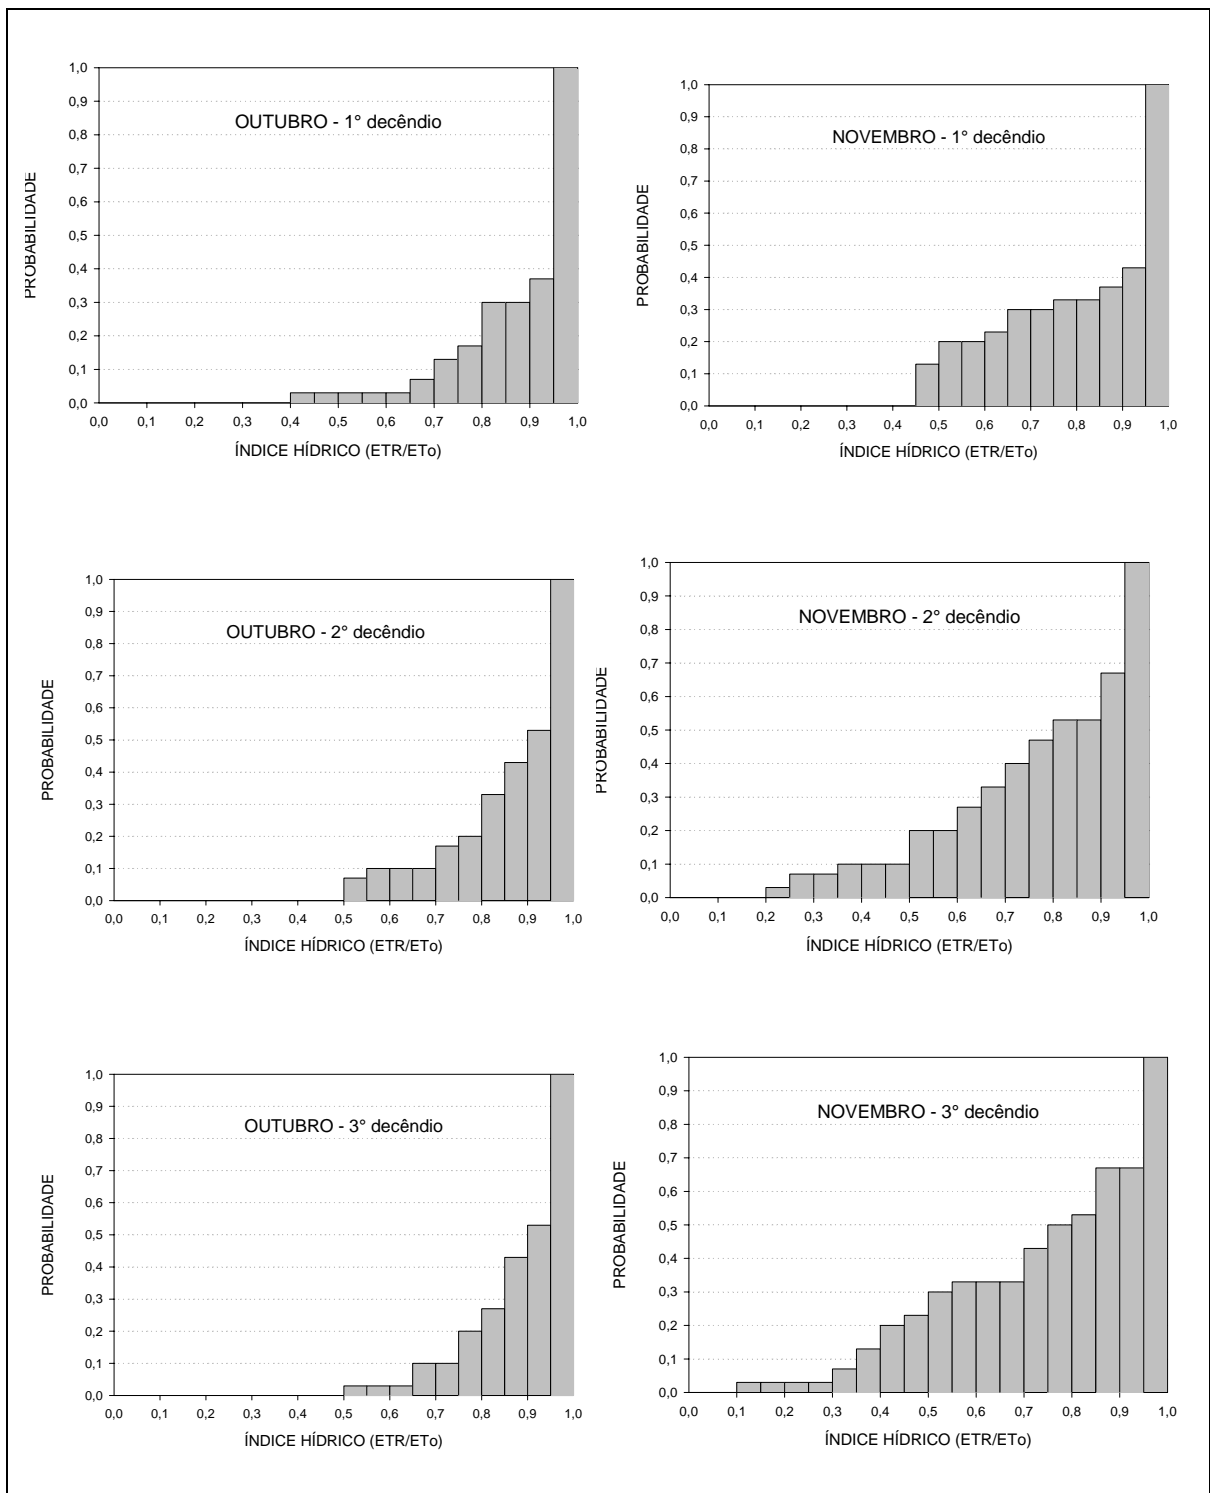 OUTUBRO - 1° decêndio
PROBABILIDADE
1,0
0,9
0,8
0,7
0,6
0,5
0,4
0,3
0,2
0,1
0,0
0,0 0,1 0,2 0,3 0,4 0,5 0,6 0,7 0,8 0,9 1,0
ÍNDICE HÍDRICO (ETR/ETo)
NOVEMBRO - 1° decêndio
PROBABILIDADE
1,0
0,9
0,8
0,7
0,6
0,5
0,4
0,3
0,2
0,1
0,0
0,0 0,1 0,2 0,3 0,4 0,5 0,6 0,7 0,8 0,9 1,0
ÍNDICE HÍDRICO (ETR/ETo)
OUTUBRO - 2° decêndio
PROBABILIDADE
1,0
0,9
0,8
0,7
0,6
0,5
0,4
0,3
0,2
0,1
0,0
0,0 0,1 0,2 0,3 0,4 0,5 0,6 0,7 0,8 0,9 1,0
ÍNDICE HÍDRICO (ETR/ETo)
NOVEMBRO - 2° decêndio
PROBABILIDADE
1,0
0,9
0,8
0,7
0,6
0,5
0,4
0,3
0,2
0,1
0,0
0,0 0,1 0,2 0,3 0,4 0,5 0,6 0,7 0,8 0,9 1,0
ÍNDICE HÍDRICO (ETR/ETo)
OUTUBRO - 3° decêndio
PROBABILIDADE
1,0
0,9
0,8
0,7
0,6
0,5
0,4
0,3
0,2
0,1
0,0
0,0 0,1 0,2 0,3 0,4 0,5 0,6 0,7 0,8 0,9 1,0
ÍNDICE HÍDRICO (ETR/ETo)
NOVEMBRO - 3° decêndio
PROBABILIDADE
1,0
0,9
0,8
0,7
0,6
0,5
0,4
0,3
0,2
0,1
0,0
0,0 0,1 0,2 0,3 0,4 0,5 0,6 0,7 0,8 0,9 1,0
ÍNDICE HÍDRICO (ETR/ETo)